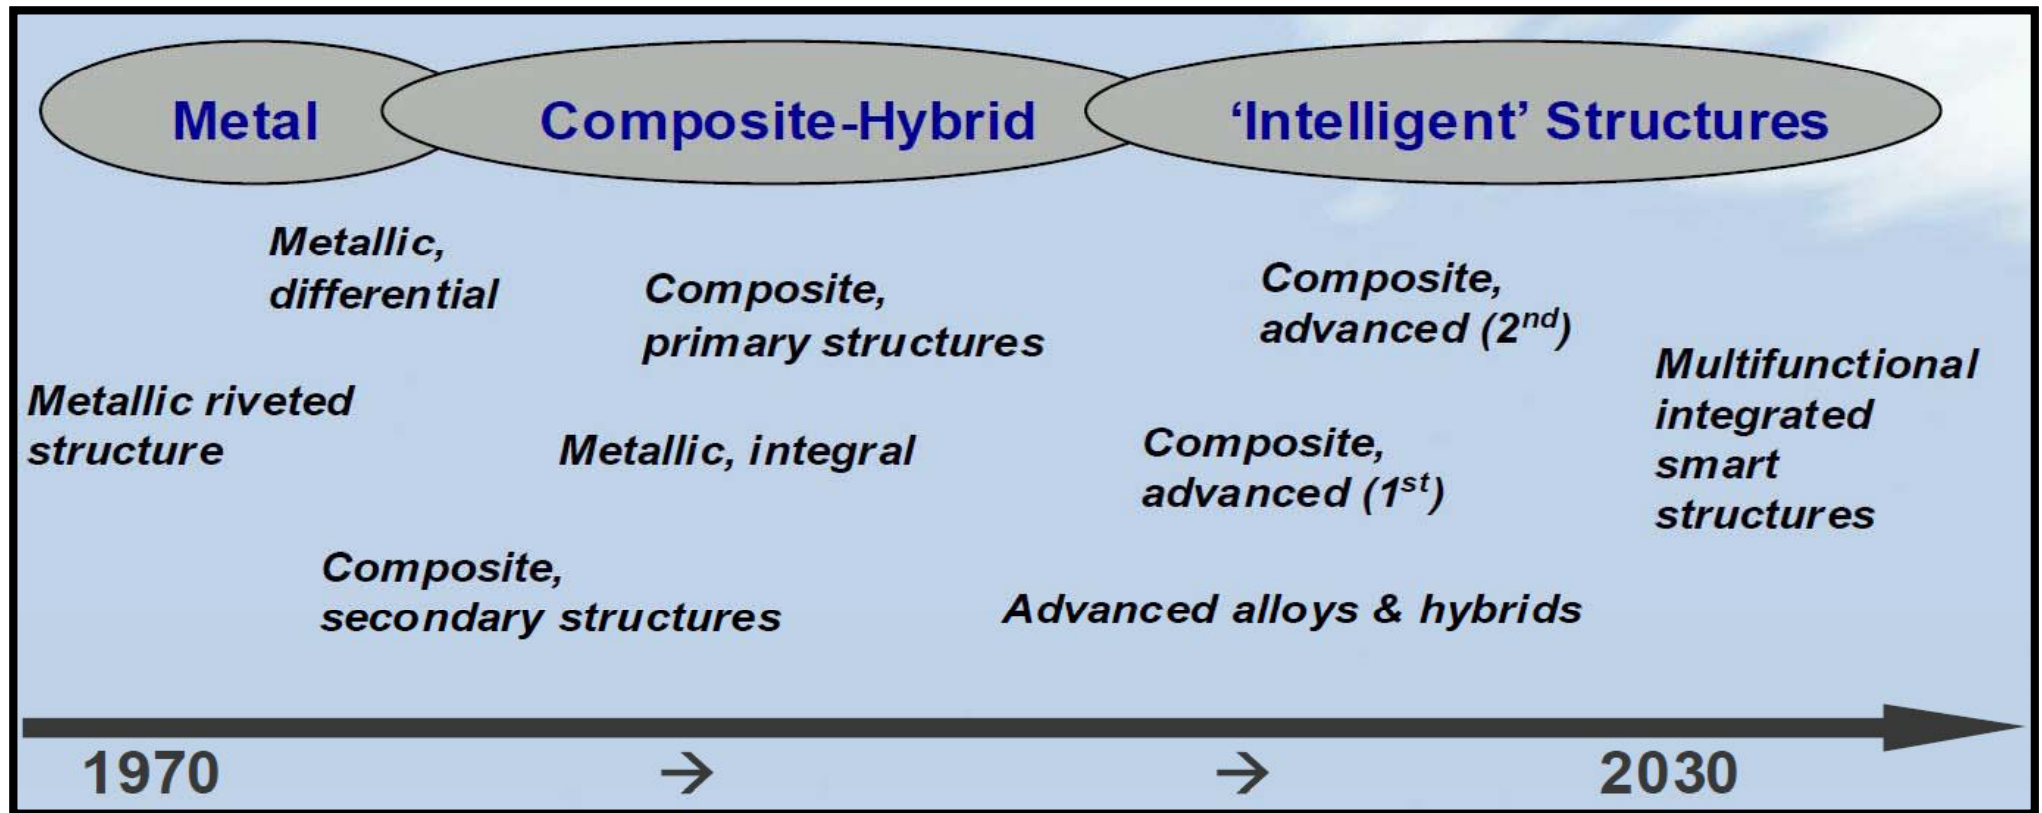 Metal
Composite-Hybrid
‘Intelligent’ Structures
Metallic,
differential
Composite,
primary structures
Composite,
advanced (2nd)
Metallic riveted
structure
Metallic, integral
Composite,
advanced (1st)
Multifunctional
integrated
smart
structures
Composite,
secondary structures
Advanced alloys & hybrids
1970 → → 2030